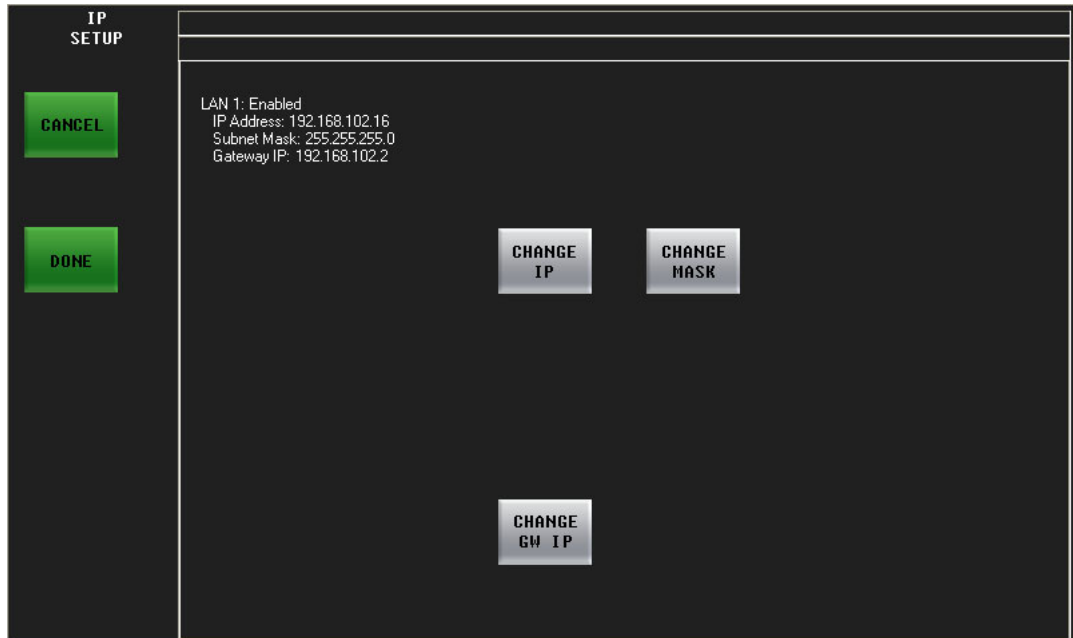 IP
SETUP
CANCEL
LAN 1: Enabled
IP Address: 192.168.102.16
Subnet Mask: 255.255.255.0
Gateway IP: 192.168.102.2
DONE
CHANGE
IP
CHANGE
MASK
CHANGE
GW IP